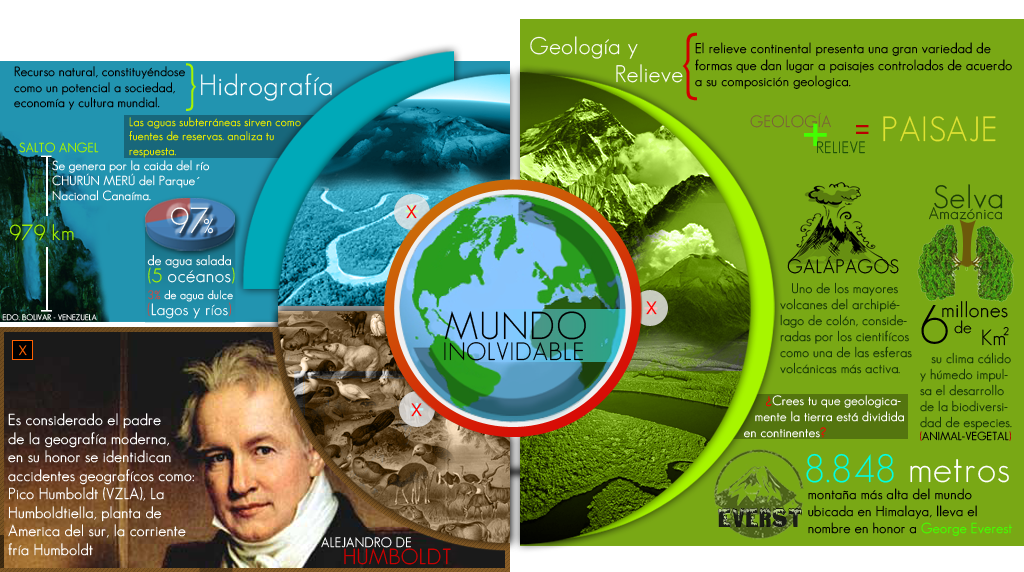 Recurso natural, constituyéndose
como un potencial a sociedad,
economía y cultura mundial.
Hidrografía
Las aguas subterráneas sirven como
fuentes de reservas. analiza tu
respuesta.
SALTO ANGEL
Se genera por la caida del río
CHURÚN MERÚ del Parque´
Nacional Canaíma.
979 km
97%
de agua salada
(5 océanos)
de agua dulce
(Lagos y ríos)
EDO. BOLIVAR - VENEZUELA
X
Es considerado el padre
de la geografía moderna,
en su honor se identidican
accidentes geografícos como:
Pico Humboldt (VZLA), La
Humboldtiella, planta de
America del sur, la corriente
fría Humboldt
ALEJANDRO DE
HUMBOLDT
X
X
X
MUNDO
INOLVIDABLE
Geología y
Relieve
El relieve continental presenta una gran variedad de
formas que dan lugar a paisajes controlados de acuerdo
a su composición geologica.
GEOLOGÍA
+
RELIEVE
= PAISAJE
GALAPAGOS
Uno de los mayores
volcanes del archipié-
lago de colón, conside-
radas por los científicos
como una de las esferas
volcánicas más activa.
Selva
Amazónica
6 millones
de Km²
su clima cálido
y húmedo impul-
sa el desarrollo
de la biodiversi-
dad de especies.
(ANIMAL-VEGETAL)
¿Crees tu que geologica-
mente la tierra está dividida
en continentes?
EVERST
8.848 metros
montaña más alta del mundo
ubicada en Himalaya, lleva el
nombre en honor a George Everest